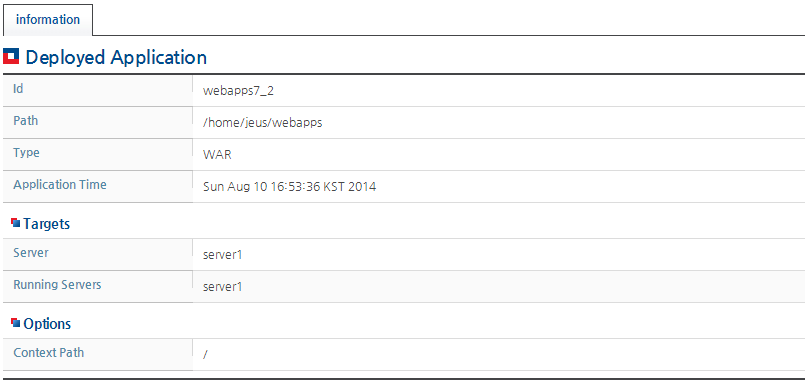 information
Deployed Application
Id webapps7_2
Path /home/jeus/webapps
Type WAR
Application Time Sun Aug 10 16:53:36 KST 2014
Targets
Server server1
Running Servers server1
Options
Context Path /